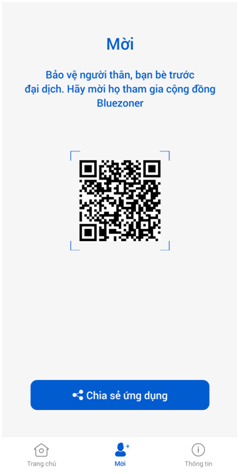 Mời
Bảo vệ người thân, bạn bè trước
đại dịch. Hãy mời họ tham gia cộng đồng
Bluezoner
Chia sẻ ứng dụng
Trang chủ
Mời
Thông tin